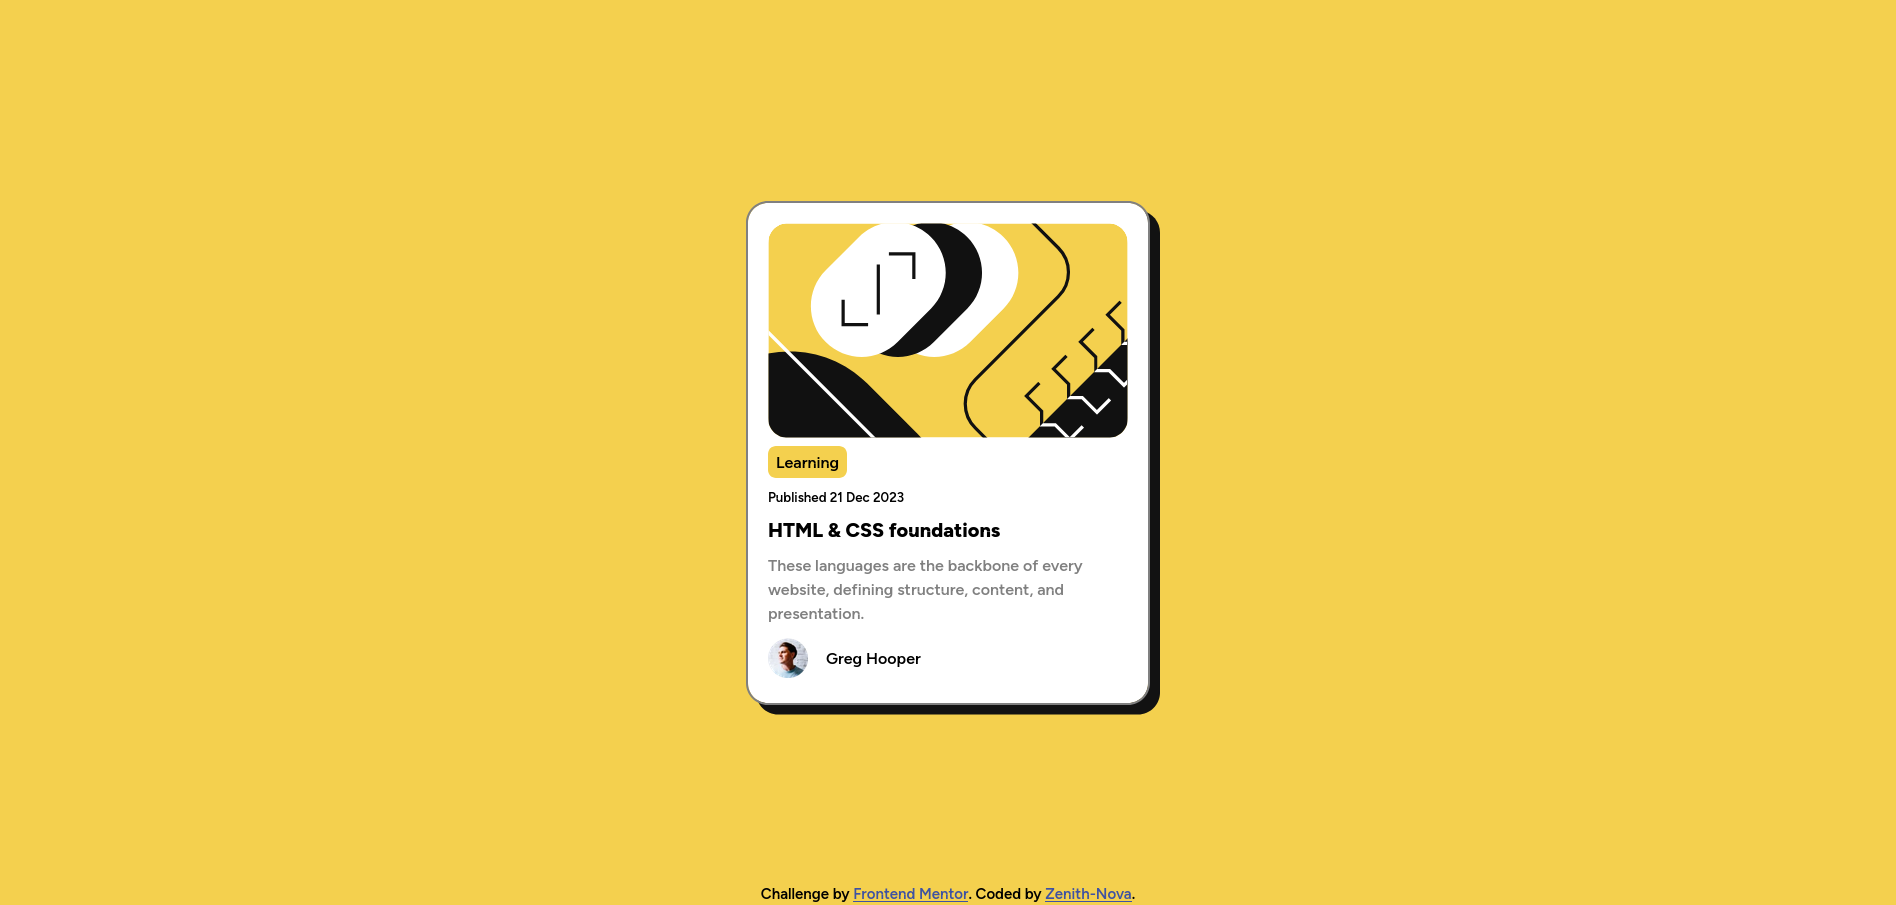 Learning
Published 21 Dec 2023
HTML & CSS foundations
These languages are the backbone of every
website, defining structure, content, and
presentation.
Greg Hooper
Challenge by Frontend Mentor. Coded by Zenith-Nova.